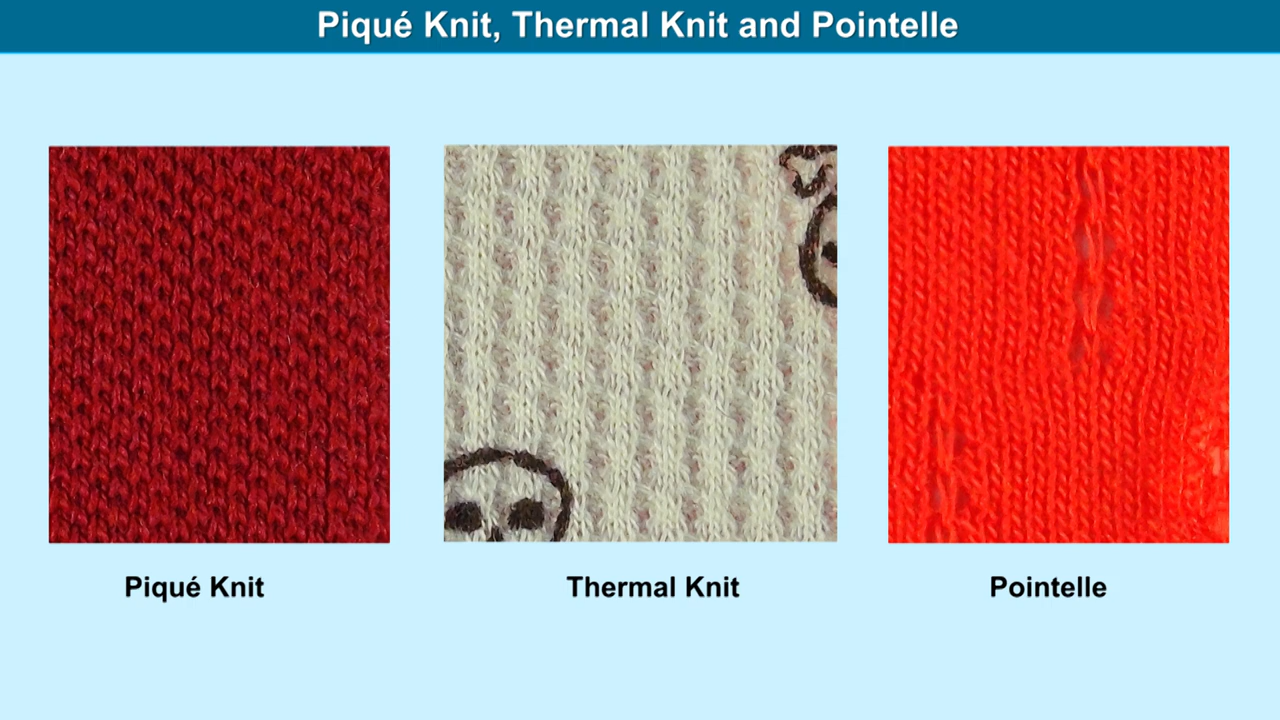 Piqué Knit, Thermal Knit and Pointelle
Piqué Knit
Thermal Knit
Pointelle